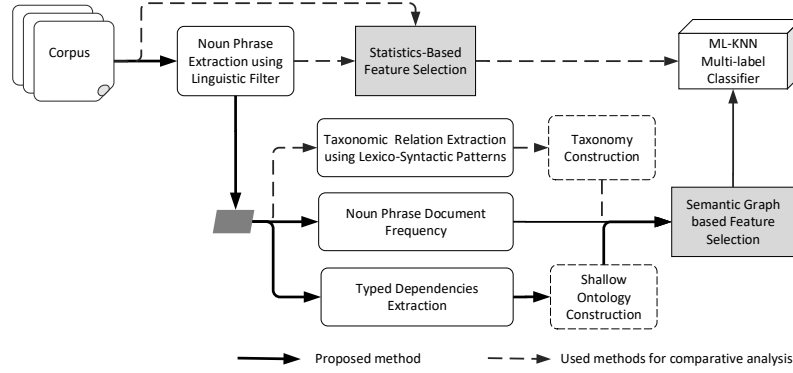 Corpus
Noun Phrase
Extraction using
Linguistic Filter
Statistics-Based
Feature Selection
ML-KNN
Multi-label
Classifier
Taxonomic Relation Extraction
using Lexico-Syntactic Patterns
Taxonomy
Construction
Noun Phrase Document
Frequency
Semantic Graph
based Feature
Selection
Typed Dependencies
Extraction
Shallow
Ontology
Construction
Proposed method
Used methods for comparative analysis